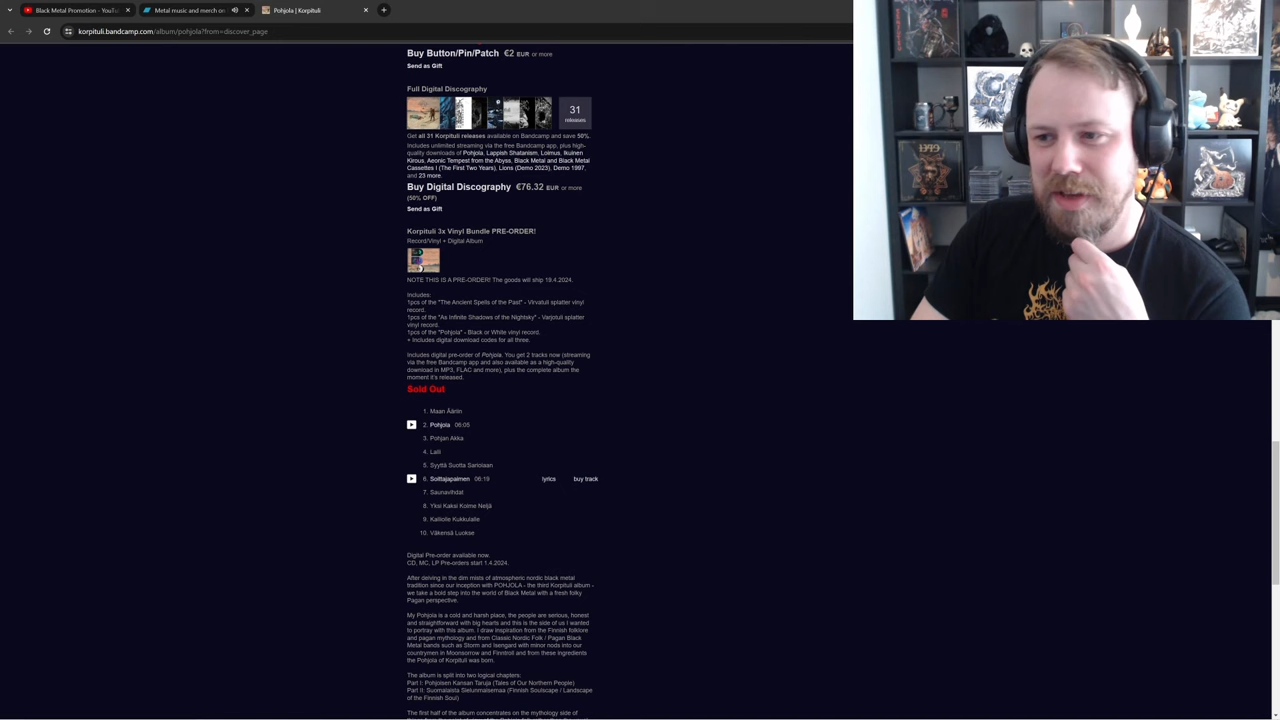 Black Metal Promotion - YouTu
Metal music and merch on
Pohjola | Korpituli
korpituli.bandcamp.com/album/pohjola?from=discover_page
Buy Button/Pin/Patch €2 EUR or more
Send as Gift
Full Digital Discography
31
releases
Get all 31 Korpituli releases available on Bandcamp and save 50%.
Includes unlimited streaming via the free Bandcamp app, plus high-
quality downloads of Pohjola, Lappish Shatanism, Loimus, Ikuinen
Kirous, Aeonic Tempest from the Abyss, Black Metal and Black Metal
Cassettes I (The First Two Years), Lions (Demo 2023), Demo 1997,
and 23 more.
Buy Digital Discography €76.32 EUR or more
(50% OFF)
Send as Gift
Korpituli 3x Vinyl Bundle PRE-ORDER!
Record/Vinyl + Digital Album
NOTE THIS IS A PRE-ORDER! The goods will ship 19.4.2024.
Includes:
1pcs of the "The Ancient Spells of the Past" - Virvatuli splatter vinyl
record.
1pcs of the "As Infinite Shadows of the Nightsky" - Varjotuli splatter
vinyl record.
1pcs of the "Pohjola" - Black or White vinyl record.
+ Includes digital download codes for all three.
Includes digital pre-order of Pohjola. You get 2 tracks now (streaming
via the free Bandcamp app and also available as a high-quality
download in MP3, FLAC and more), plus the complete album the
moment it's released.
Sold Out
1. Maan Ääriin
2. Pohjola 06:05
3. Pohjan Akka
4. Laili
5. Syyttä Suotta Sarioiaan
6. Soittajapaimen 06:19 lyrics buy track
7. Saunavihdat
8. Yksi Kaksi Kolme Neljä
9. Kalliolle Kukkulalle
10. Väkensä Luokse
Digital Pre-order available now.
CD, MC, LP Pre-orders start 1.4.2024.
After delving in the dim mists of atmospheric nordic black metal
tradition since our inception with POHJOLA - the third Korpituli album -
we take a bold step into the world of Black Metal with a fresh folky
Pagan perspective.
My Pohjola is a cold and harsh place, the people are serious, honest
and straightforward with big hearts and this is the side of us I wanted
to portray with this album. I draw inspiration from the Finnish folklore
and pagan mythology and from Classic Nordic Folk / Pagan Black
Metal bands such as Storm and Isengard with minor nods into our
countrymen in Moonsorrow and Finntroll and from these ingredients
the Pohjola of Korpituli was born.
The album is split into two logical chapters:
Part I: Pohjoisen Kansan Taruja (Tales of Our Northern People)
Part II: Suomalaista Sielunmaisemaa (Finnish Soulscape / Landscape
of the Finnish Soul)
The first half of the album concentrates on the mythology side of
1349